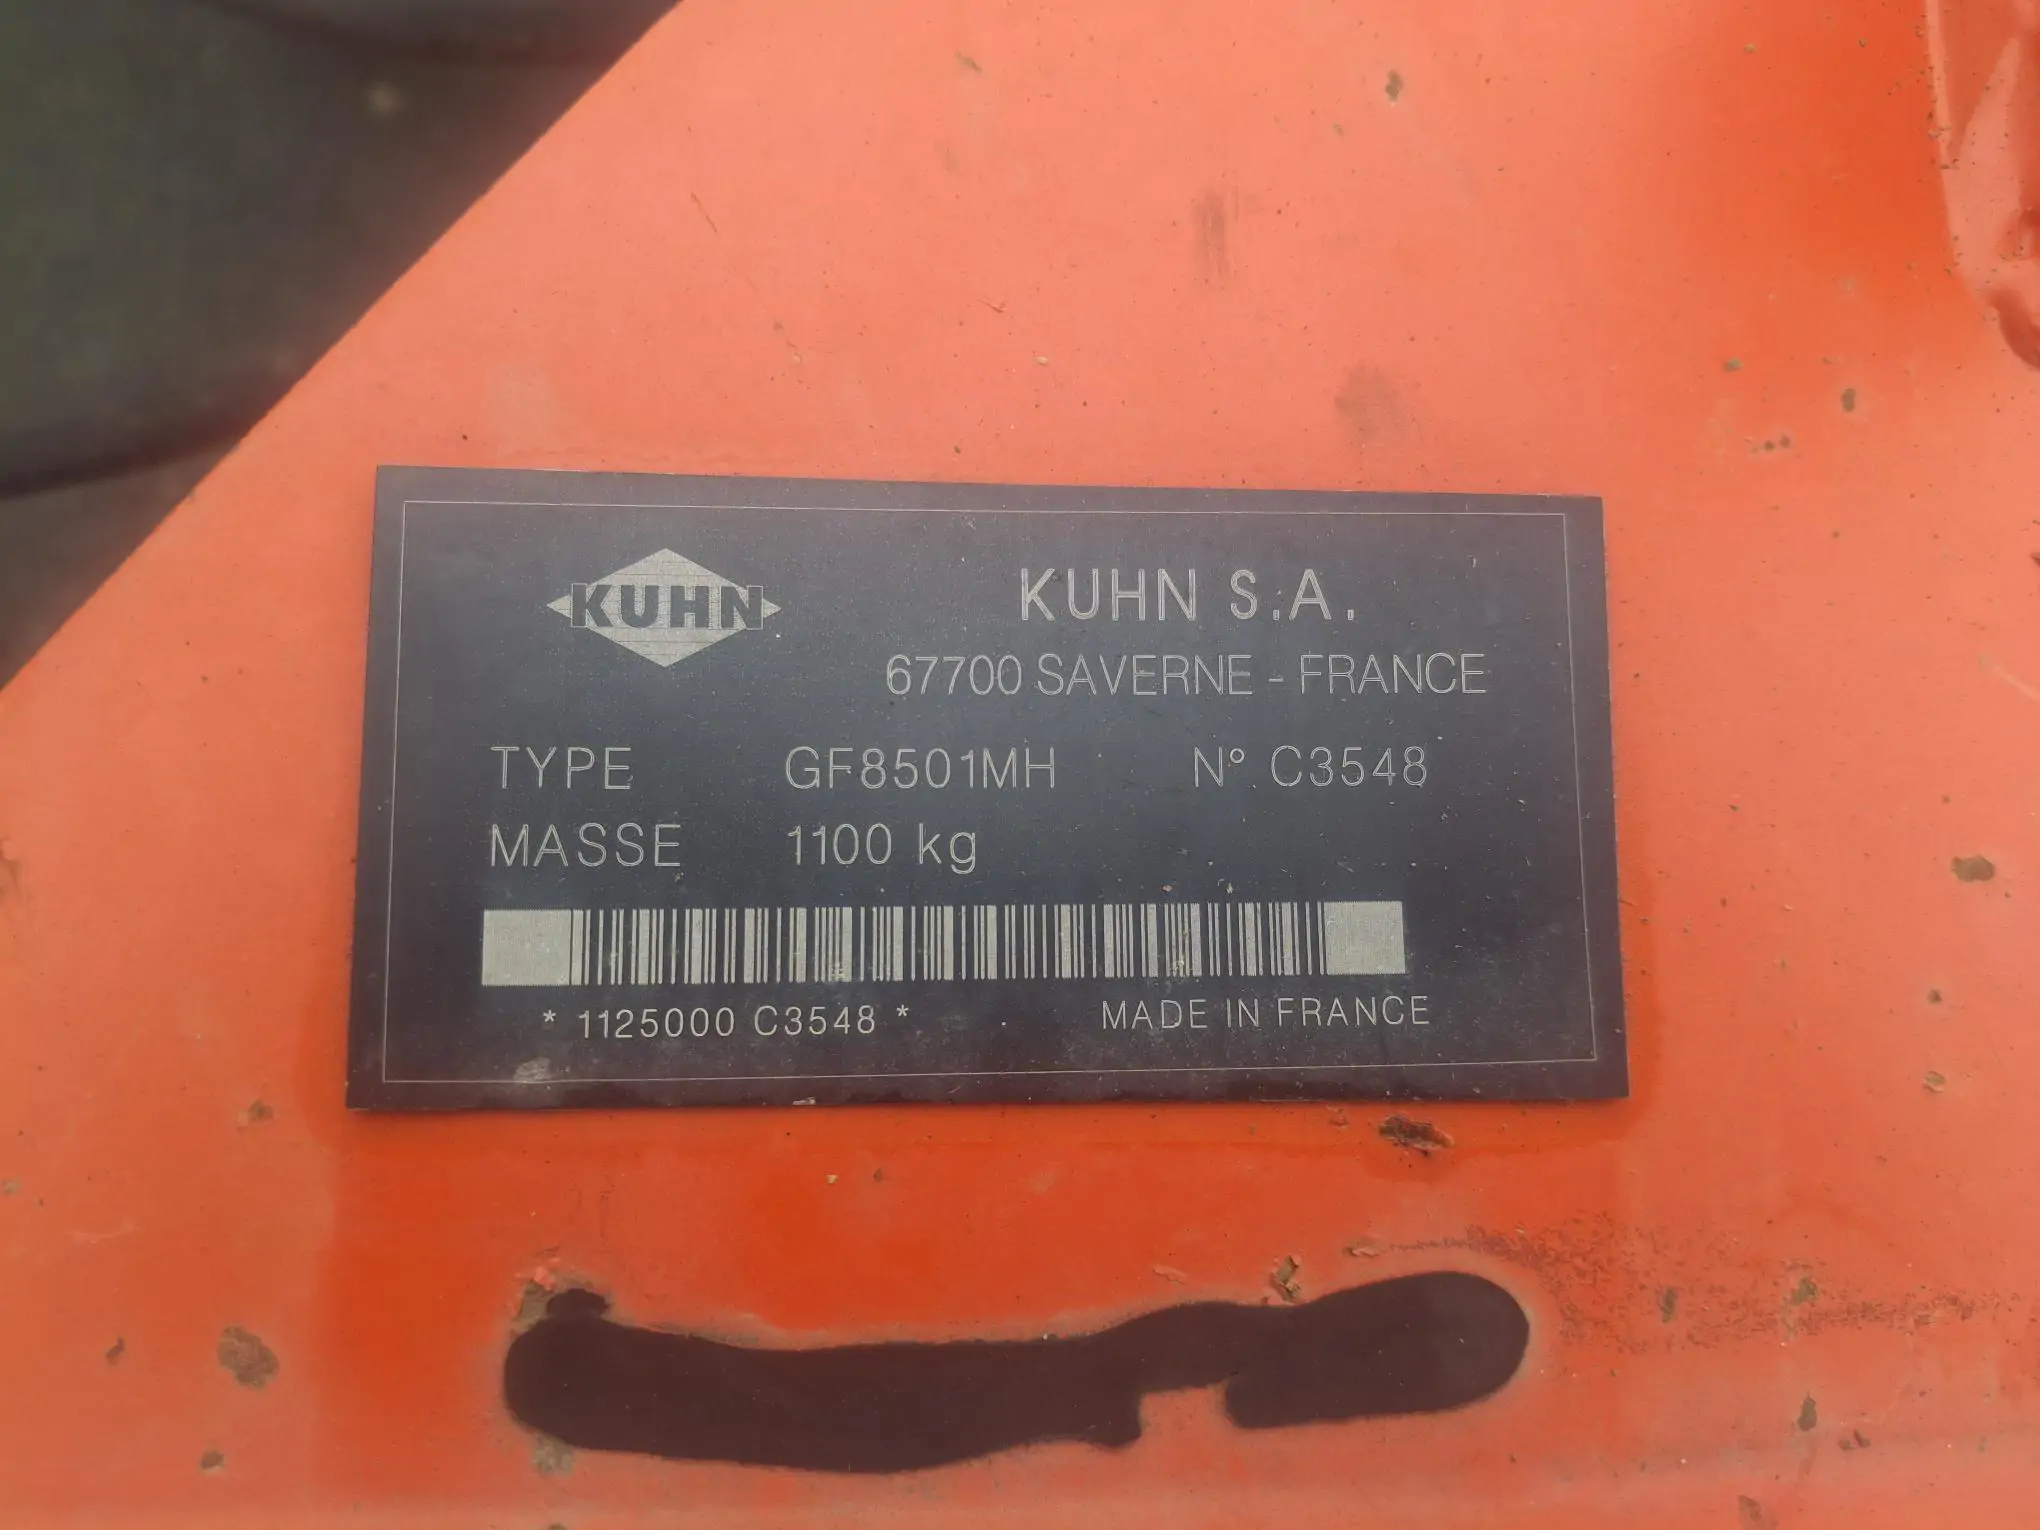 KUHN
KUHN S.A.
67700 SAVERNE - FRANCE
TYPE GF8501MH N° C3548
MASSE 1100 kg
* 1125000 C3548 *
MADE IN FRANCE